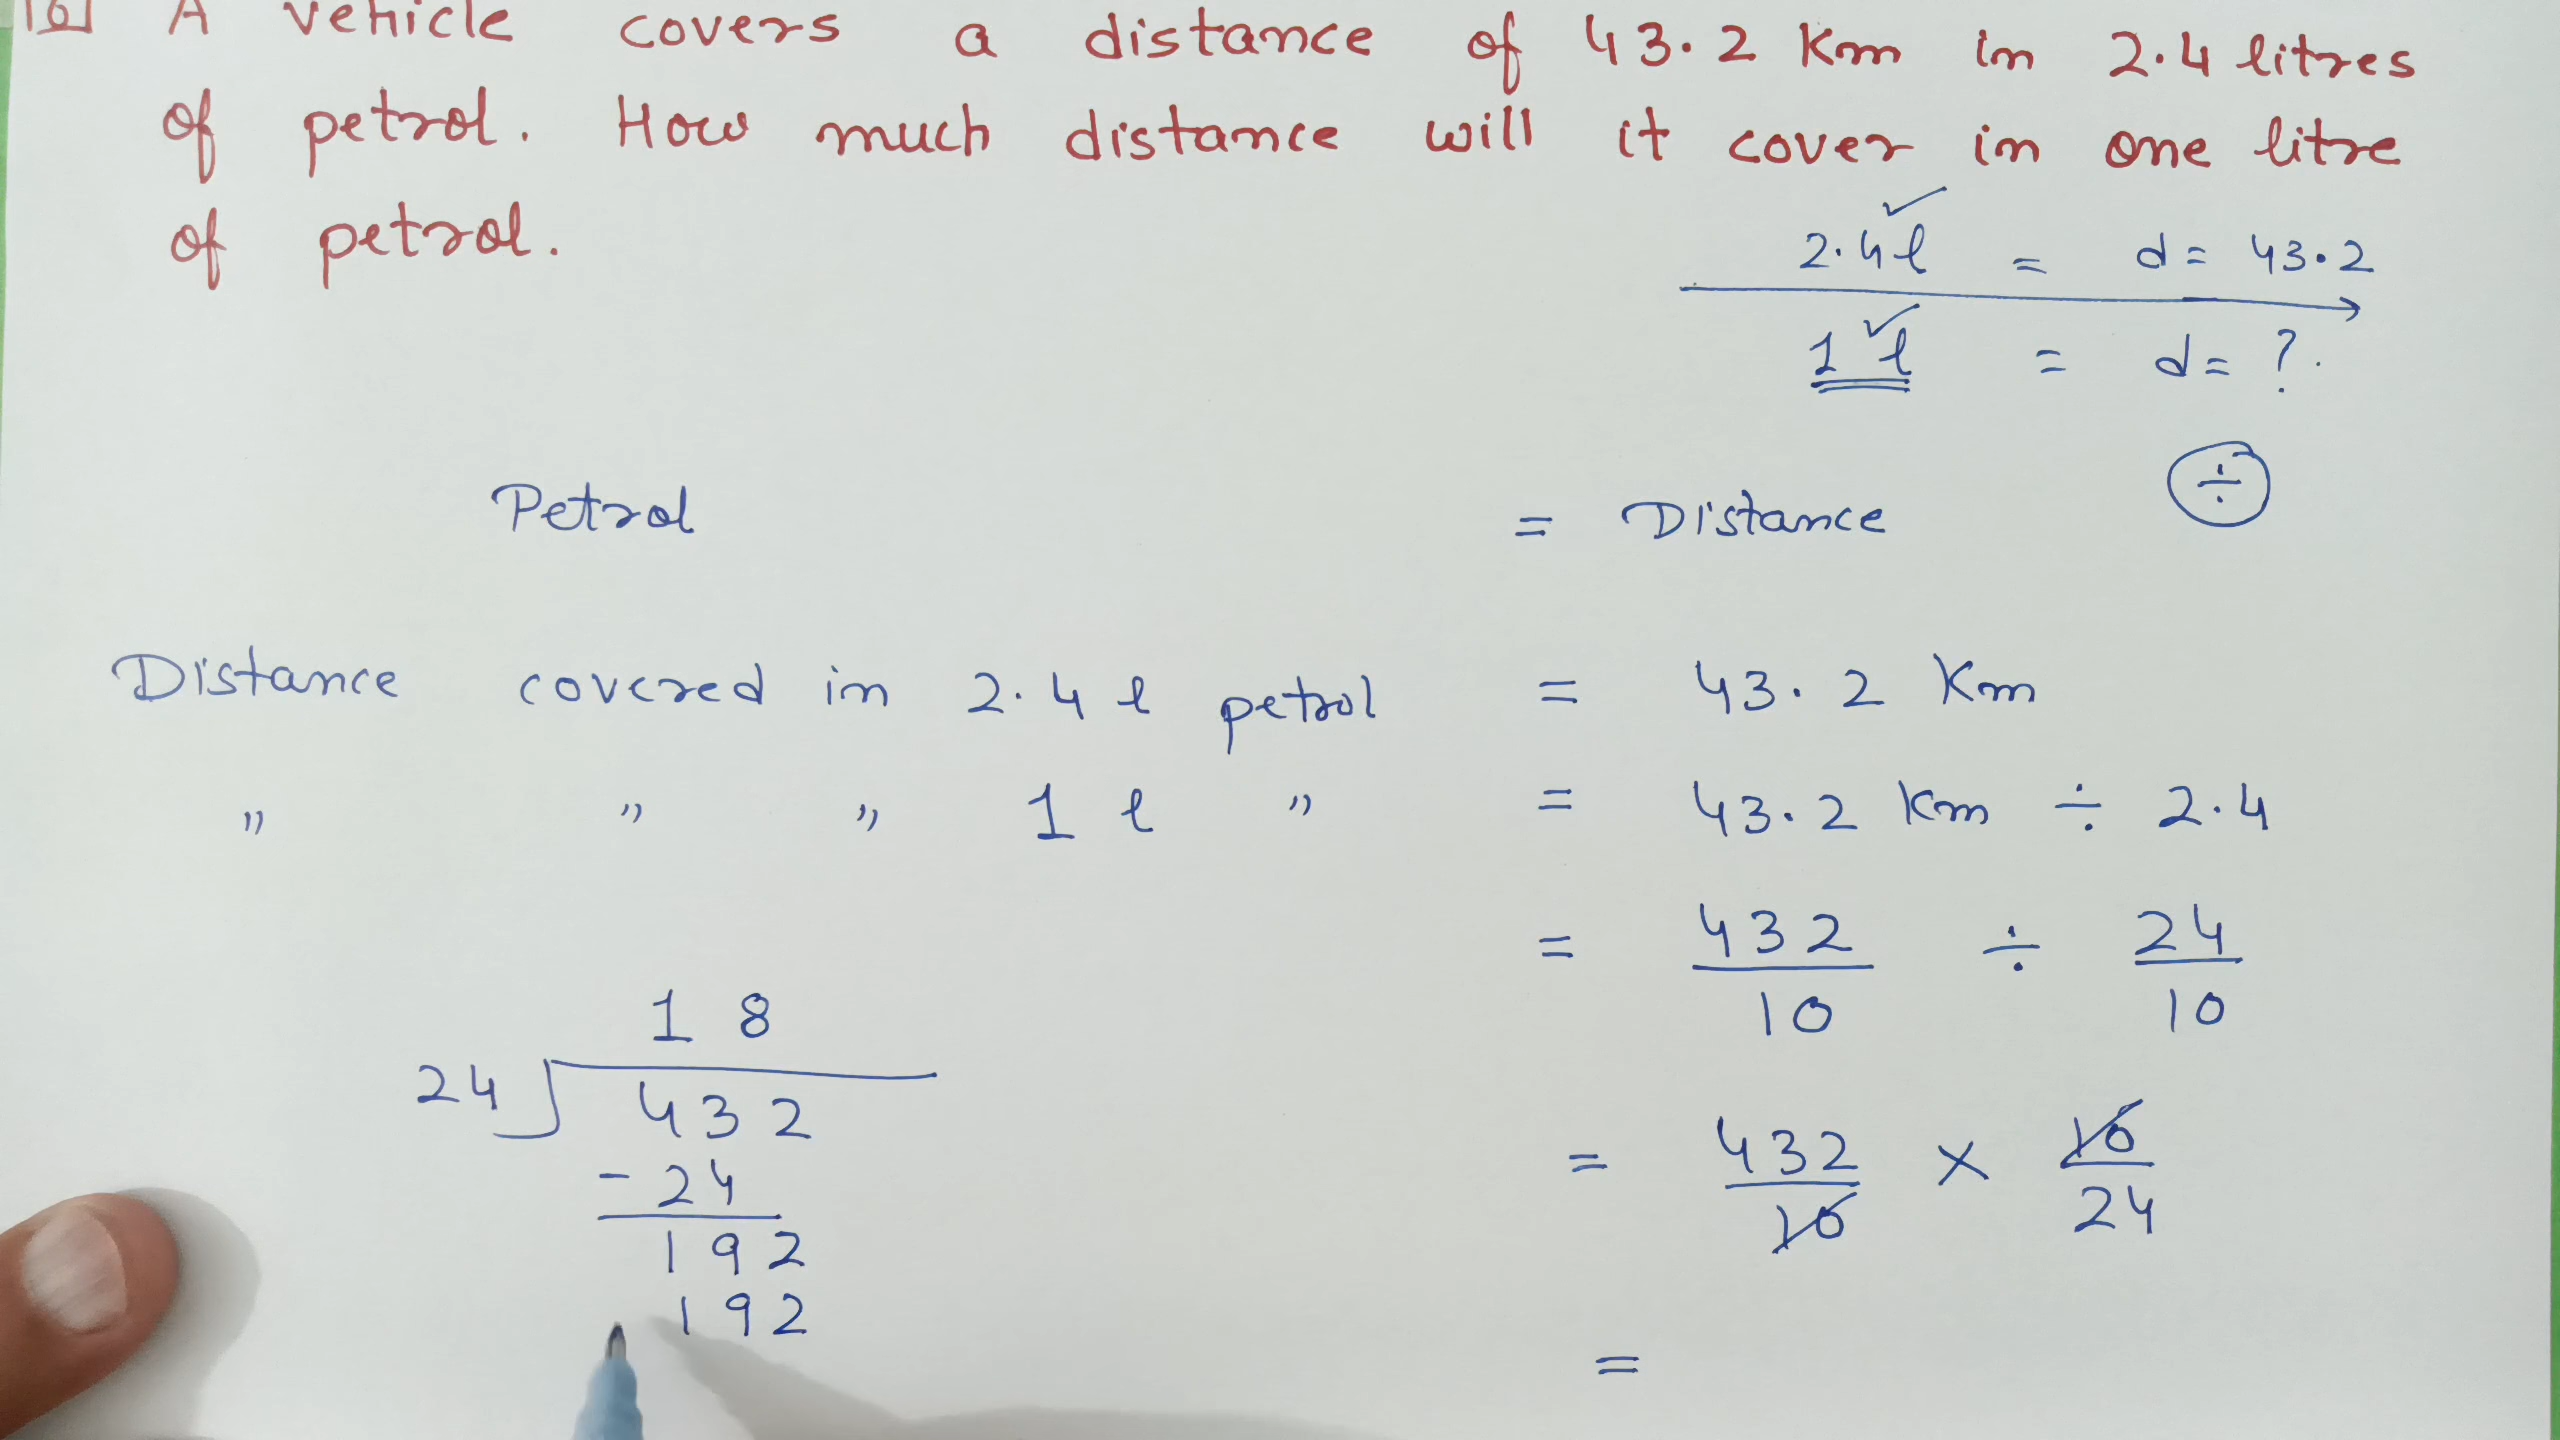 A vehicle covers a distance of 43.2 Km in 2.4 litres
of petrol. How much distance will it cover in one litre
of petrol.
2.4 l = d = 43.2
1 l = d = ?.
÷
Petrol = Distance
Distance covered in 2.4 l petrol = 43.2 Km
" " " 1 l " = 43.2 Km ÷ 2.4
= 432/10 ÷ 24/10
= 432/10 × 10/24
=
1 8
24 432
- 24
192
192